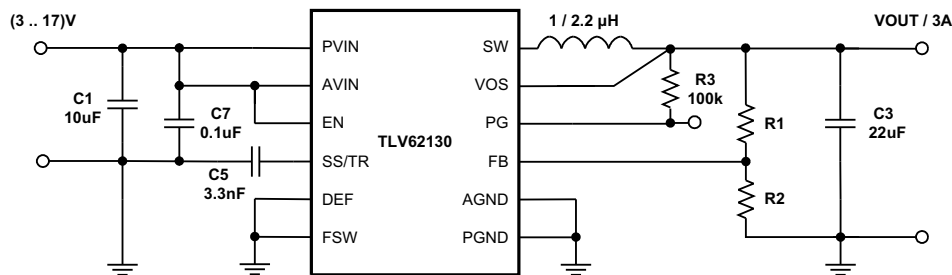 (3 .. 17)V
1 / 2.2 µH
VOUT / 3A
PVIN
SW
AVIN
VOS
R3
100k
C1
10uF
C7
0.1uF
EN
TLV62130
PG
R1
C3
22uF
SS/TR
FB
C5
3.3nF
DEF
AGND
R2
FSW
PGND